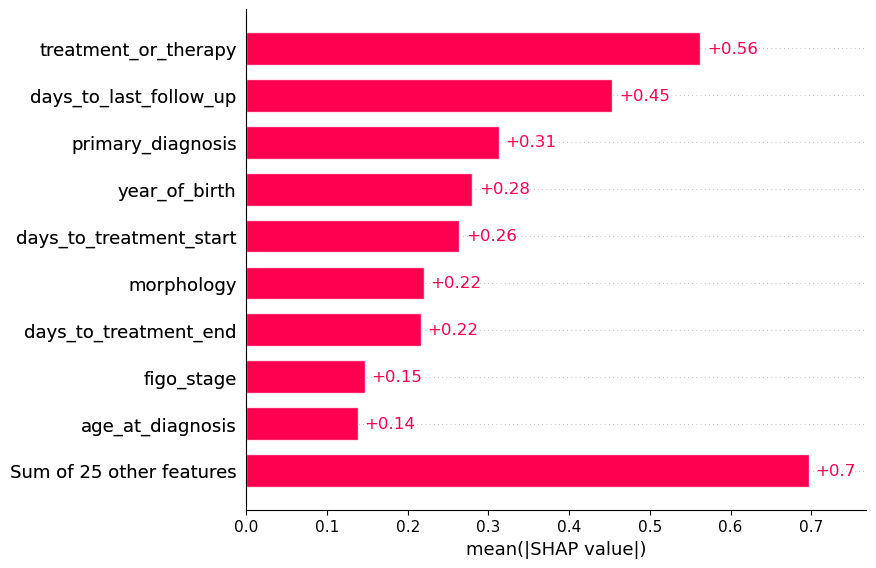 treatment_or_therapy +0.56
days_to_last_follow_up +0.45
primary_diagnosis +0.31
year_of_birth +0.28
days_to_treatment_start +0.26
morphology +0.22
days_to_treatment_end +0.22
figo_stage +0.15
age_at_diagnosis +0.14
Sum of 25 other features +0.7
0.0 0.1 0.2 0.3 0.4 0.5 0.6 0.7
mean(|SHAP value|)